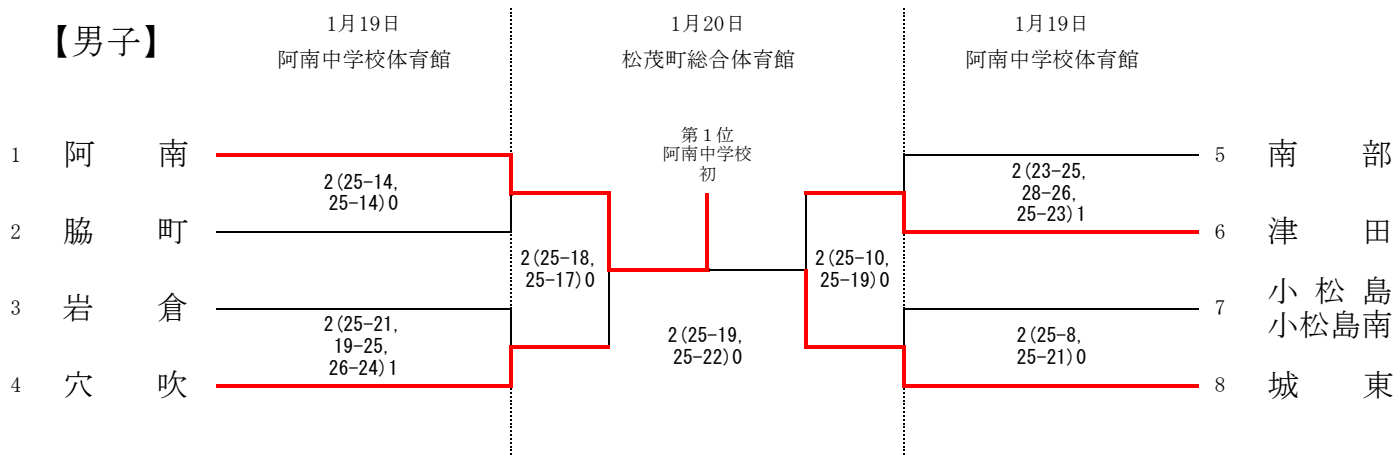 【男子】
1月19日
阿南中学校体育館
1月20日
松茂町総合体育館
1月19日
阿南中学校体育館
第1位
阿南中学校
初
1 阿南
2 脇町
3 岩倉
4 穴吹
2(25-14,
25-14)0
2(25-21,
19-25,
26-24)1
2(25-18,
25-17)0
2(25-19,
25-22)0
2(25-10,
25-19)0
2(23-25,
28-26,
25-23)1
2(25-8,
25-21)0
5 南部
6 津田
7 小松島
小松島南
8 城東